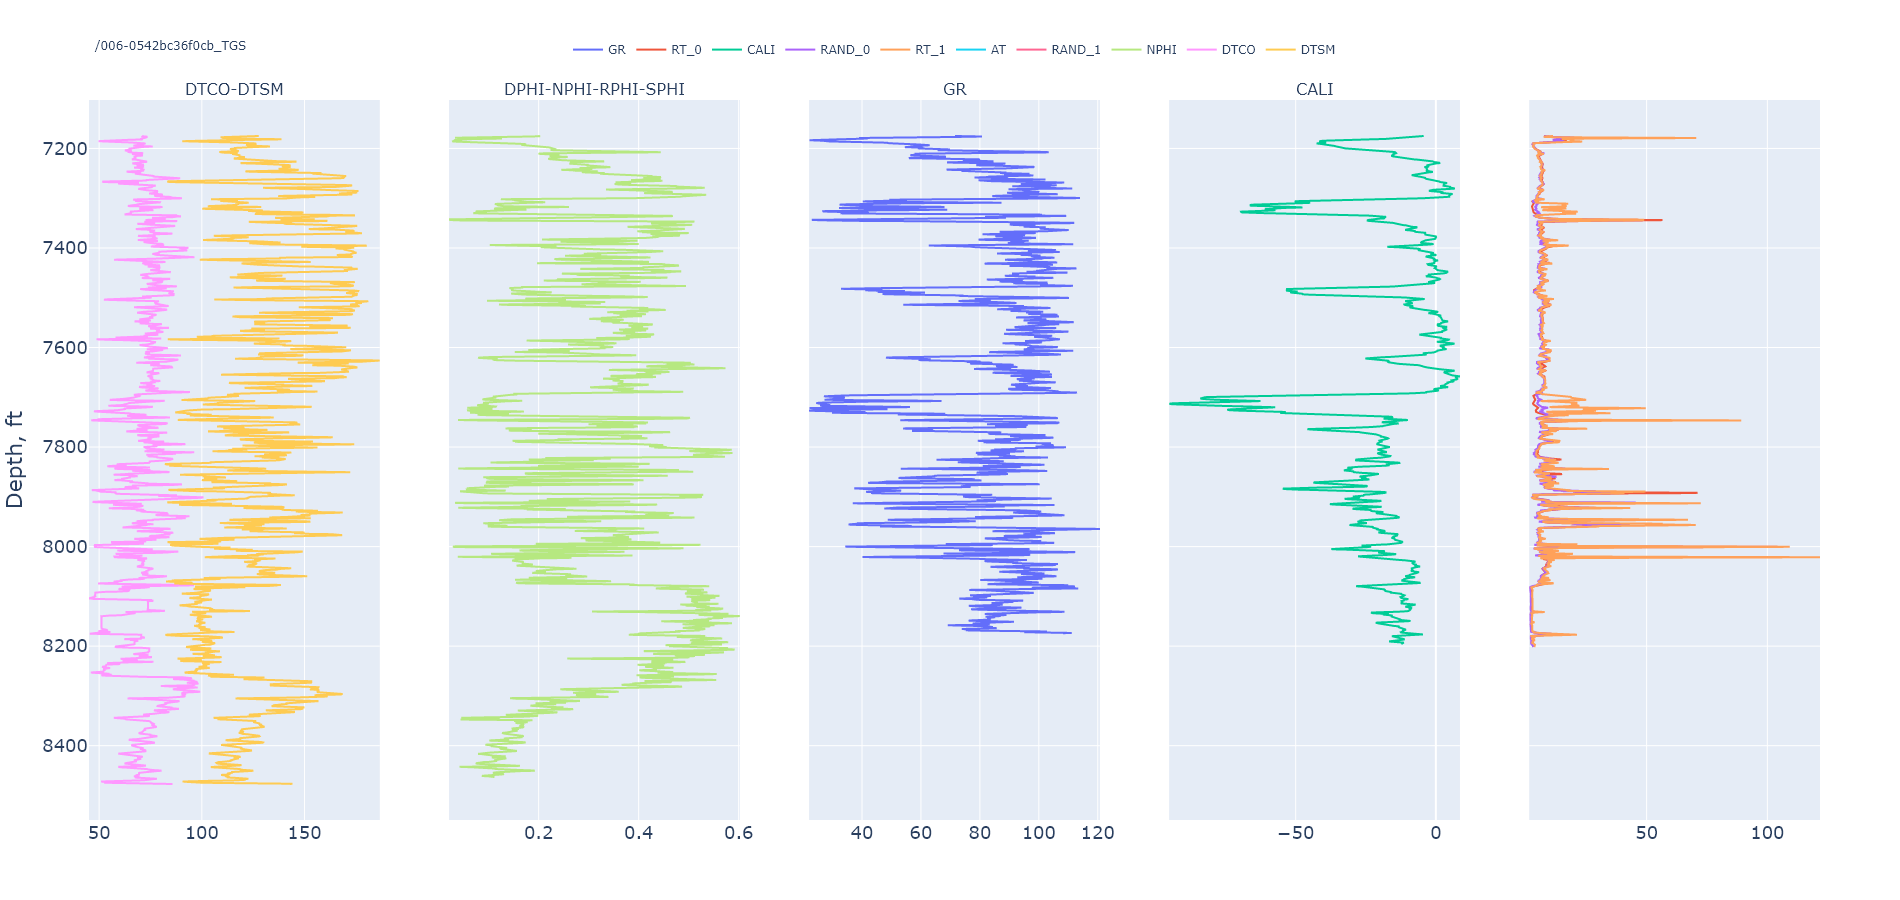 /006-0542bc36f0cb_TGS
GR RT_0 CALI RAND_0 RT_1 AT RAND_1 NPHI DTCO DTSM
DTCO-DTSM DPHI-NPHI-RPHI-SPHI GR CALI
Depth, ft
7200
7400
7600
7800
8000
8200
8400
50 100 150 0.2 0.4 0.6 40 60 80 100 120 −50 0 50 100